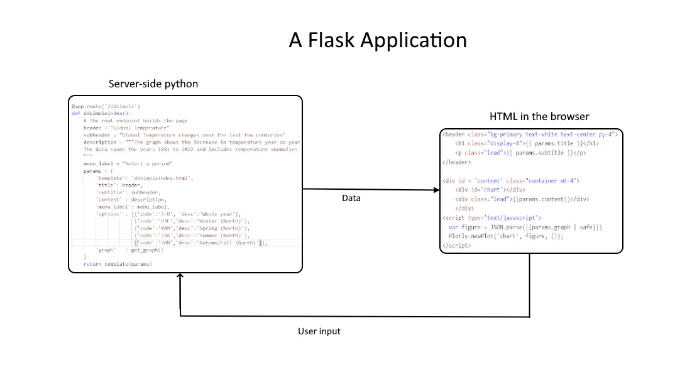 A Flask Application
Server-side python
@app.route('/ddsimple')
def ddsimpleindex():
# The root endpoint builds the page
header = "Global Temperature"
subheader = "Global Temperature changes over the last few centuries"
description = """The graph shows the increase in temperature year on year
The data spans the years 1881 to 2022 and includes temperature anomalies
"""
menu_label = "Select a period"
params = {
'template': 'ddsimpleindex.html',
'title': header,
'subtitle': subheader,
'content' : description,
'menu_label': menu_label,
'options' : [{'code':'J-D', 'desc':'Whole year'},
{'code':'DJF','desc':'Winter (North)'},
{'code':'MAM','desc':'Spring (North)'},
{'code':'JJA','desc':'Summer (North)'},
{'code':'SON','desc':'Autumn/Fall (North)'}],
'graph' : get_graph()
}
return template(params)
Data
HTML in the browser
<header class="bg-primary text-white text-center py-4">
<h1 class="display-4">{{ params.title }}</h1>
<p class="lead">{{ params.subtitle }}</p>
</header>
<div id = 'content' class="container mt-4">
<div id='chart'></div>
<div class="lead">{{params.content}}</div>
</div>
<script type='text/javascript'>
var figure = JSON.parse({{params.graph | safe}})
Plotly.newPlot('chart', figure, {});
</script>
User input